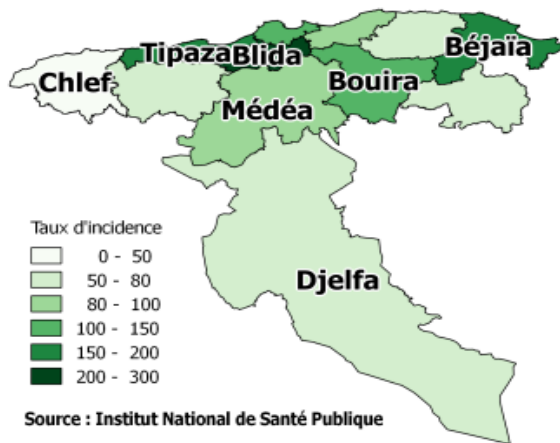 Tipaza
Blida
Béjaïa
Chlef
Bouira
Médéa
Djelfa
Taux d'incidence
0 - 50
50 - 80
80 - 100
100 - 150
150 - 200
200 - 300
Source : Institut National de Santé Publique